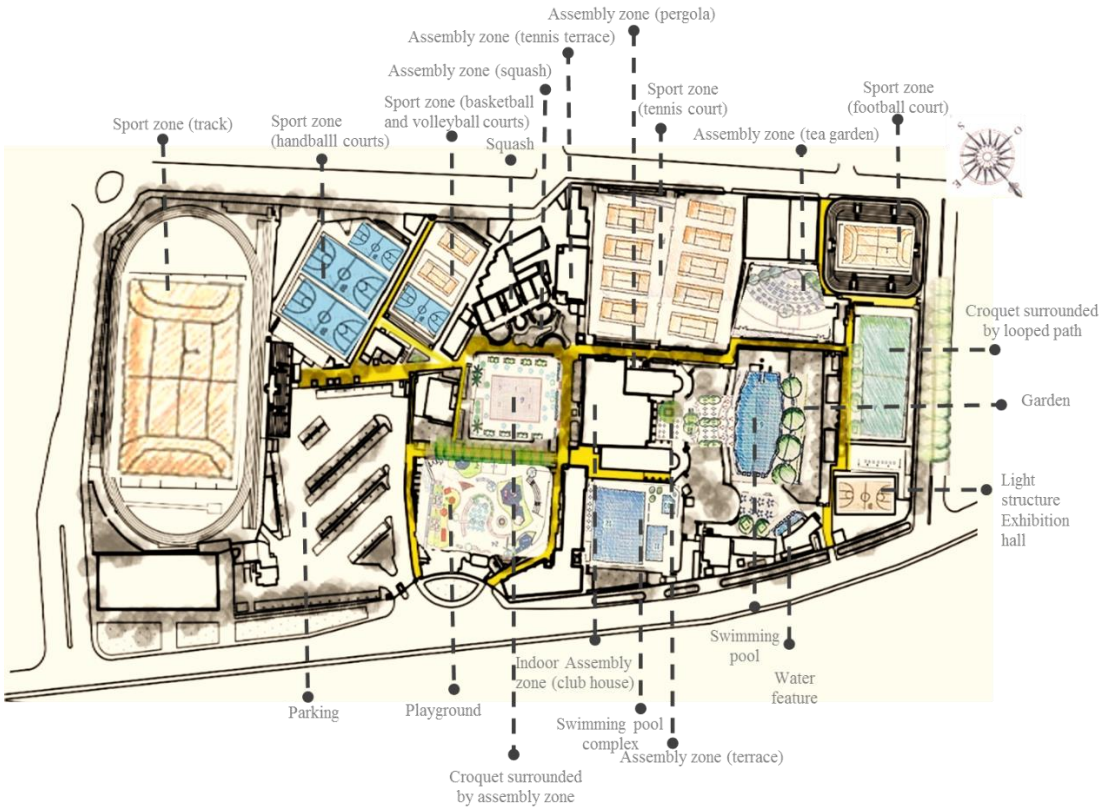 Assembly zone (pergola)
Assembly zone (tennis terrace)
Assembly zone (squash)
Sport zone (basketball
and volleyball courts)
Squash
Sport zone (track)
Sport zone
(handballl courts)
Sport zone
(tennis court)
Assembly zone (tea garden)
Sport zone
(football court)
S
O
E
Croquet surrounded
by looped path
Garden
Light
structure
Exhibition
hall
Swimming
pool
Water
feature
Indoor Assembly
zone (club house)
Swimming pool
complex
Assembly zone (terrace)
Parking
Playground
Croquet surrounded
by assembly zone